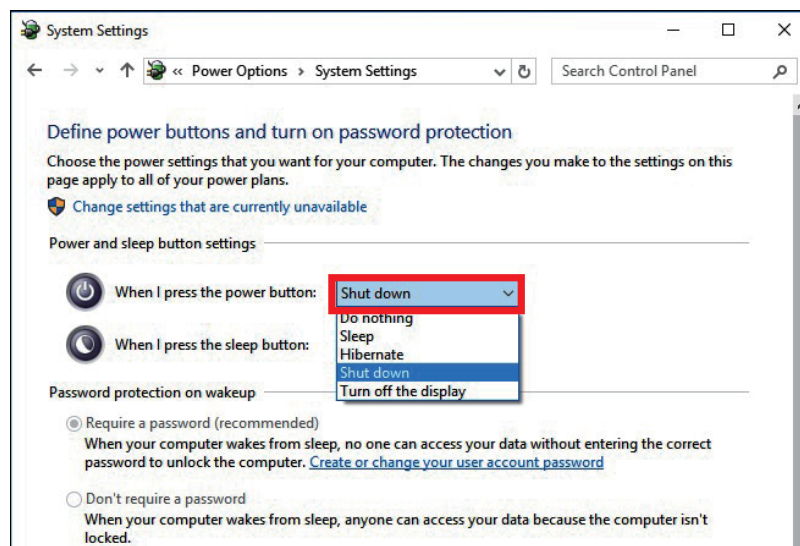 System Settings
« Power Options › System Settings
Search Control Panel
Define power buttons and turn on password protection
Choose the power settings that you want for your computer. The changes you make to the settings on this
page apply to all of your power plans.
Change settings that are currently unavailable
Power and sleep button settings
When I press the power button: Shut down
Do nothing
Sleep
When I press the sleep button:
Hibernate
Shut down
Turn off the display
Password protection on wakeup
Require a password (recommended)
When your computer wakes from sleep, no one can access your data without entering the correct
password to unlock the computer. Create or change your user account password
Don't require a password
When your computer wakes from sleep, anyone can access your data because the computer isn't
locked.